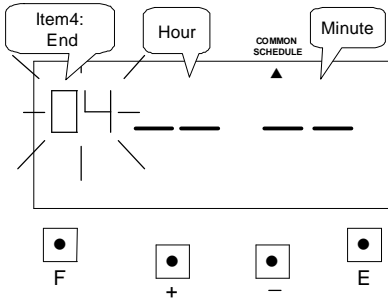 Item4:
End
Hour
COMMON
SCHEDULE
Minute
04 -- --
F
+
−
E